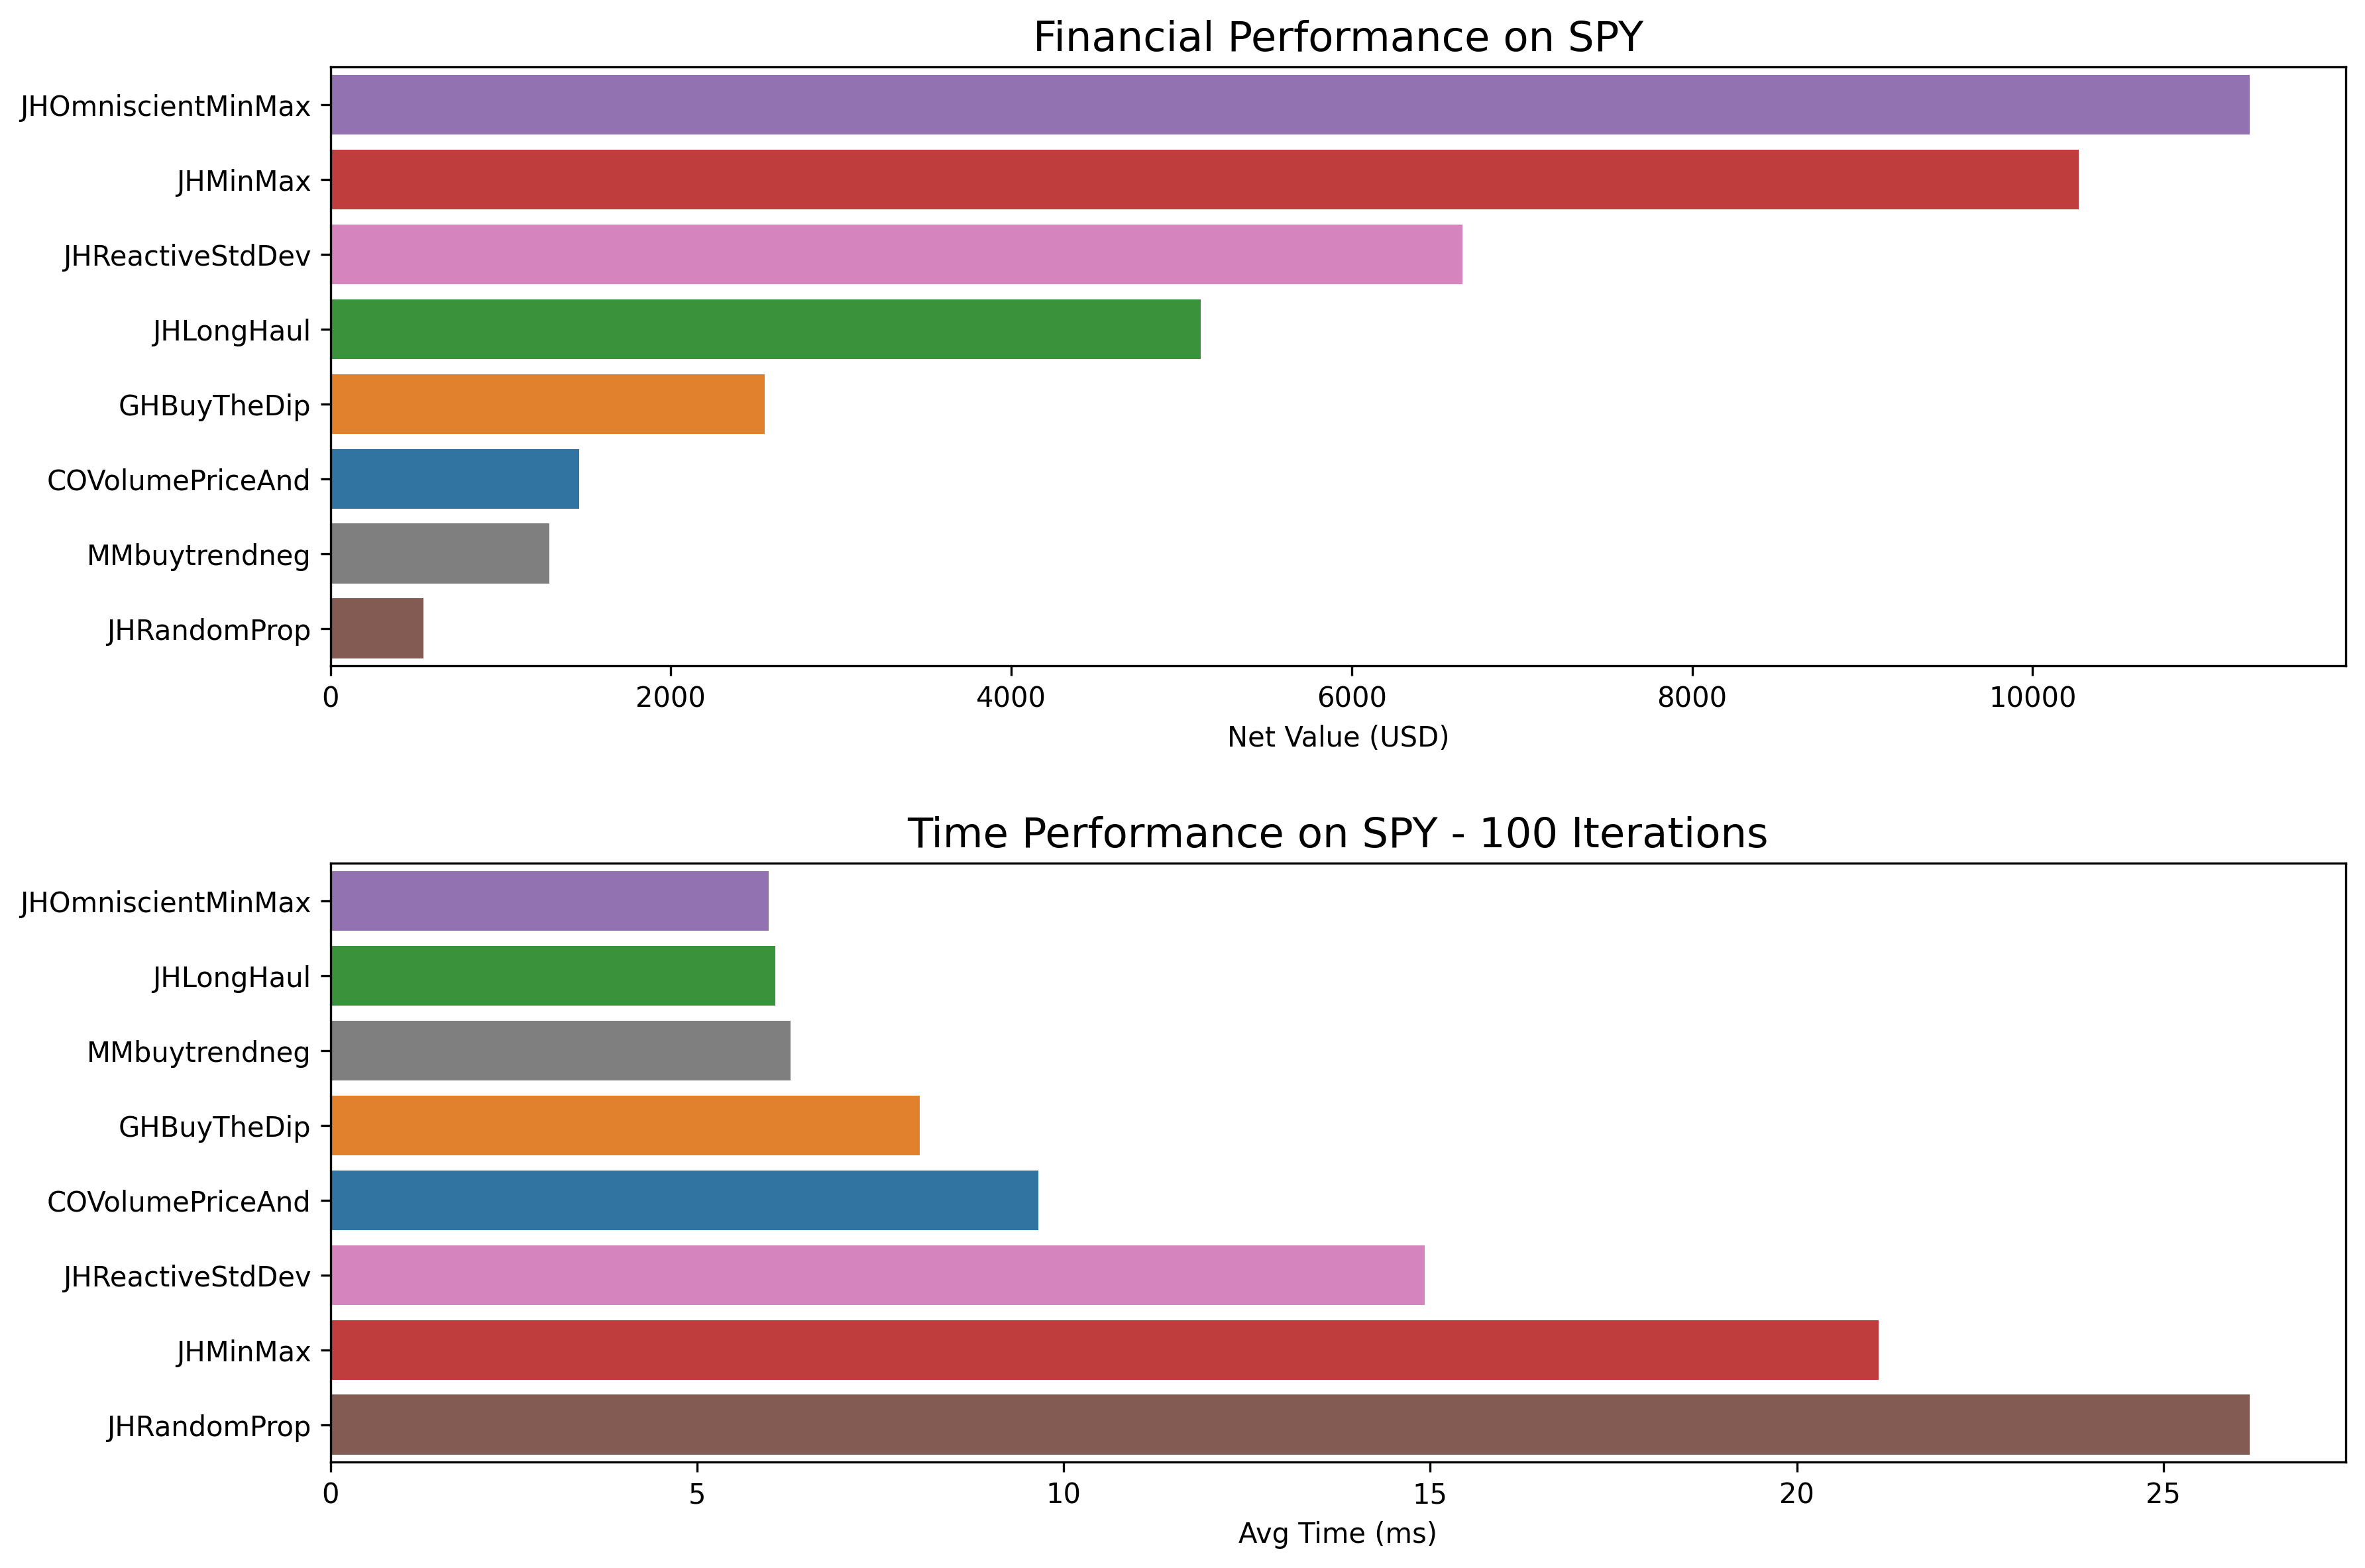 Financial Performance on SPY
JHOmniscientMinMax
JHMinMax
JHReactiveStdDev
JHLongHaul
GHBuyTheDip
COVolumePriceAnd
MMbuytrendneg
JHRandomProp
0 2000 4000 6000 8000 10000
Net Value (USD)
Time Performance on SPY - 100 Iterations
JHOmniscientMinMax
JHLongHaul
MMbuytrendneg
GHBuyTheDip
COVolumePriceAnd
JHReactiveStdDev
JHMinMax
JHRandomProp
0 5 10 15 20 25
Avg Time (ms)